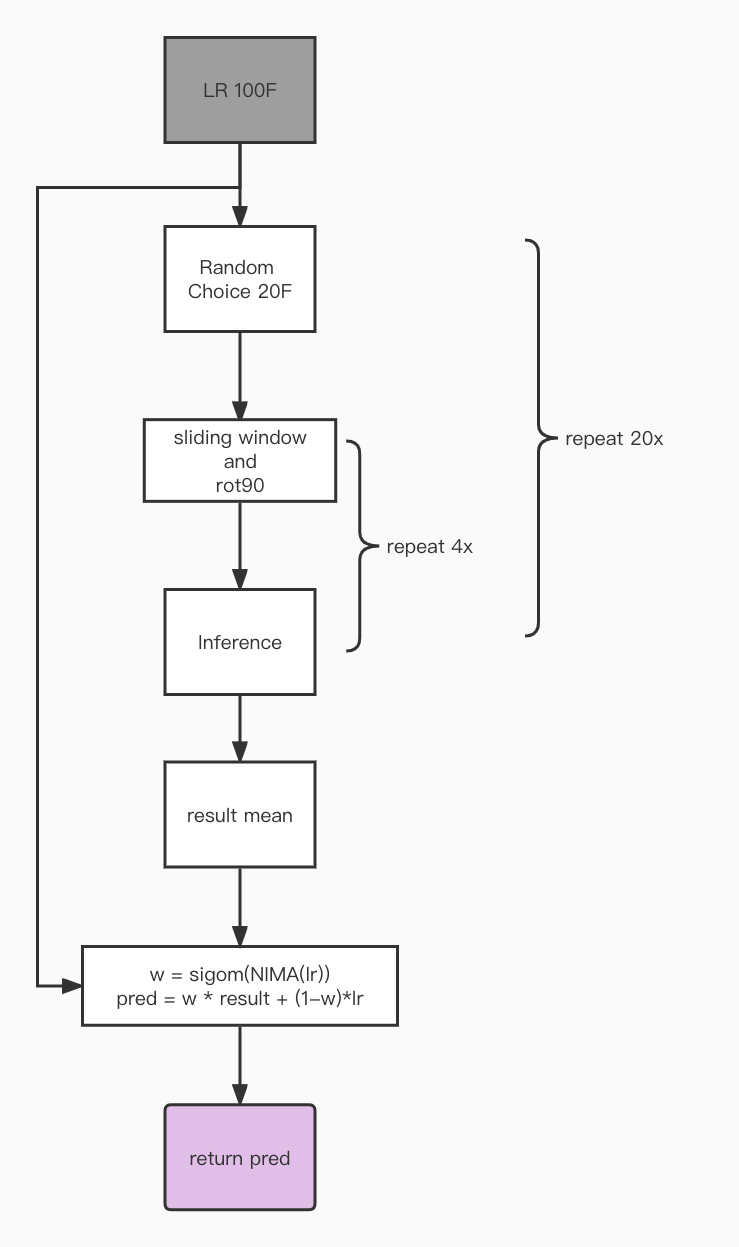 LR 100F
Random
Choice 20F
repeat 20x
sliding window
and
rot90
repeat 4x
Inference
result mean
w = sigom(NIMA(lr))
pred = w * result + (1-w)*lr
return pred